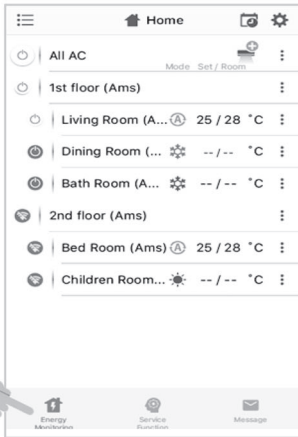 Home
All AC
Mode Set / Room
1st floor (Ams)
Living Room (A... A 25 / 28 °C
Dining Room (... -- / -- °C
Bath Room (A... -- / -- °C
2nd floor (Ams)
Bed Room (Ams) A 25 / 28 °C
Children Room... -- / -- °C
Energy Monitoring
Service Function
Message